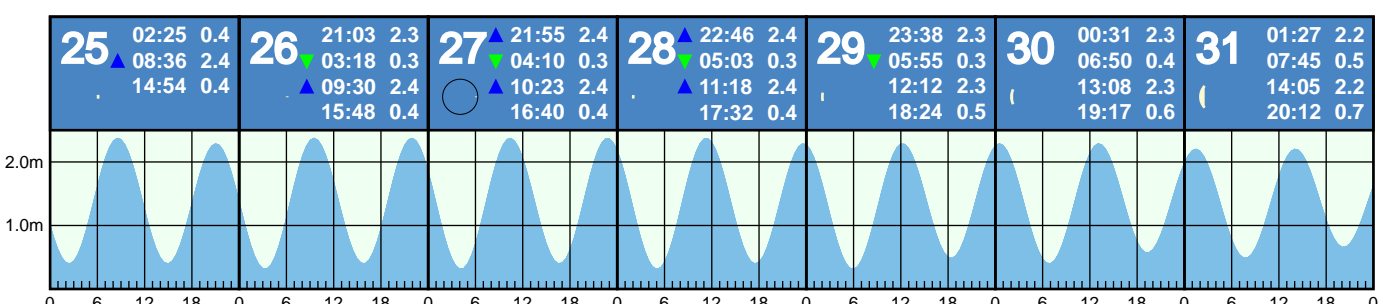 25 02:25 0.4
▲ 08:36 2.4
14:54 0.4
26 21:03 2.3
▼ 03:18 0.3
▲ 09:30 2.4
15:48 0.4
27 ▲ 21:55 2.4
▼ 04:10 0.3
▲ 10:23 2.4
16:40 0.4
28 ▲ 22:46 2.4
▼ 05:03 0.3
▲ 11:18 2.4
17:32 0.4
29 23:38 2.3
▼ 05:55 0.3
12:12 2.3
18:24 0.5
30 00:31 2.3
06:50 0.4
13:08 2.3
19:17 0.6
31 01:27 2.2
07:45 0.5
14:05 2.2
20:12 0.7
2.0m
1.0m
0 6 12 18 0 6 12 18 0 6 12 18 0 6 12 18 0 6 12 18 0 6 12 18 0 6 12 18 0